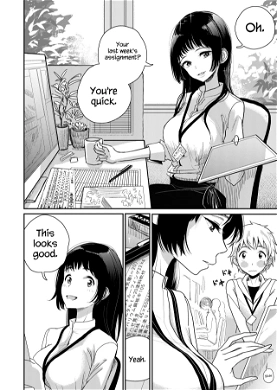 Oh.
Your
last week's
assignment?
You're
quick.
Yeah.
This
looks
good.